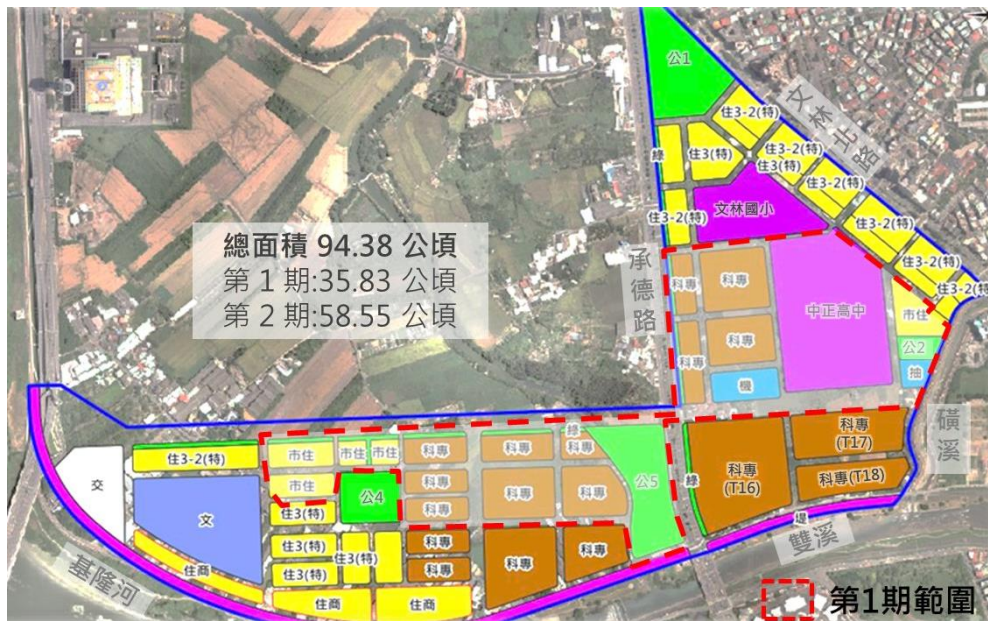 公1
住3-2(特)
文林北路
綠
住3(特)
住3-2(特)
住3(特)
住3-2(特)
住3-2(特)
文林國小
住3-2(特)
住3-2(特)
住3-2(特)
總面積 94.38 公頃
第 1 期:35.83 公頃
第 2 期:58.55 公頃
承德路
科專
科專
中正高中
市住
科專
科專
公2
機
抽
磺溪
科專
(T17)
科專
(T16)
科專(T18)
綠
堤
雙溪
住3-2(特)
市住
市住
市住
科專
科專
綠
科專
市住
公4
科專
科專
科專
公5
交
文
住3(特)
科專
住3(特)
住3(特)
科專
科專
科專
住3(特)
科專
住商
住商
住商
基隆河
第1期範圍